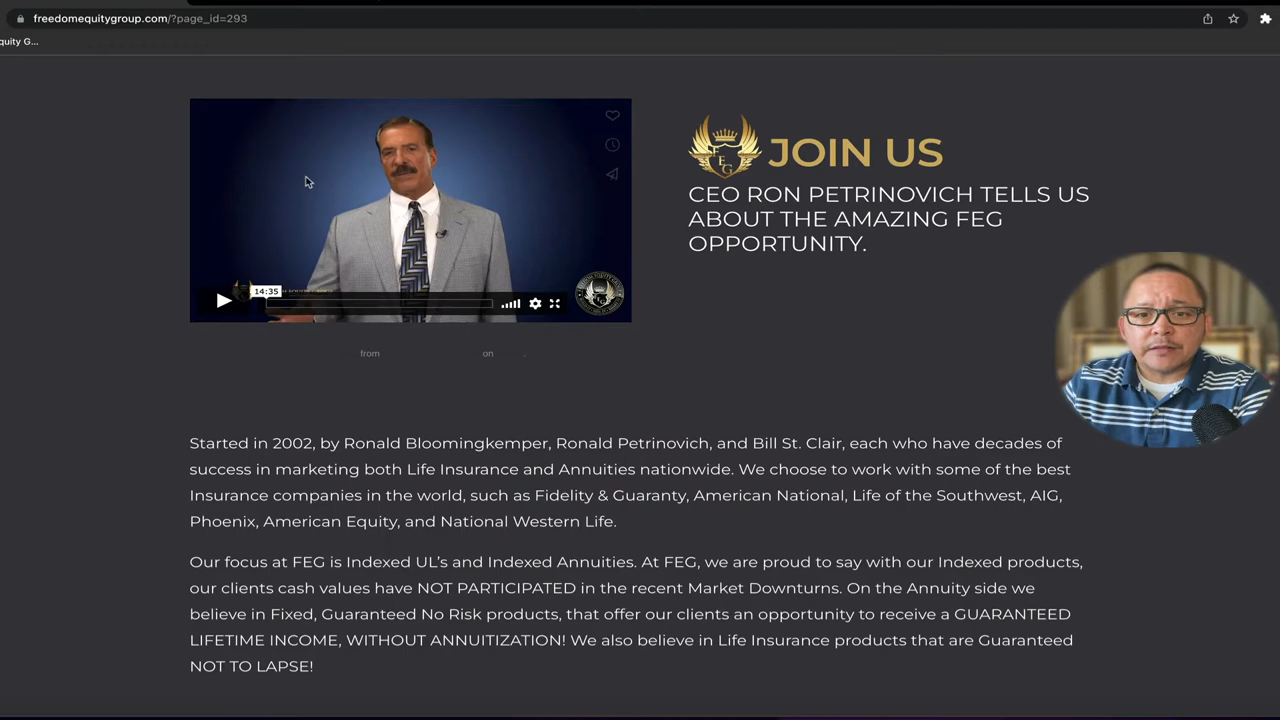 freedomequitygroup.com/?page_id=293
quity G...
FEG
JOIN US
CEO RON PETRINOVICH TELLS US
ABOUT THE AMAZING FEG
OPPORTUNITY.
14:35
from on .
Started in 2002, by Ronald Bloomingkemper, Ronald Petrinovich, and Bill St. Clair, each who have decades of
success in marketing both Life Insurance and Annuities nationwide. We choose to work with some of the best
Insurance companies in the world, such as Fidelity & Guaranty, American National, Life of the Southwest, AIG,
Phoenix, American Equity, and National Western Life.
Our focus at FEG is Indexed UL’s and Indexed Annuities. At FEG, we are proud to say with our Indexed products,
our clients cash values have NOT PARTICIPATED in the recent Market Downturns. On the Annuity side we
believe in Fixed, Guaranteed No Risk products, that offer our clients an opportunity to receive a GUARANTEED
LIFETIME INCOME, WITHOUT ANNUITIZATION! We also believe in Life Insurance products that are Guaranteed
NOT TO LAPSE!